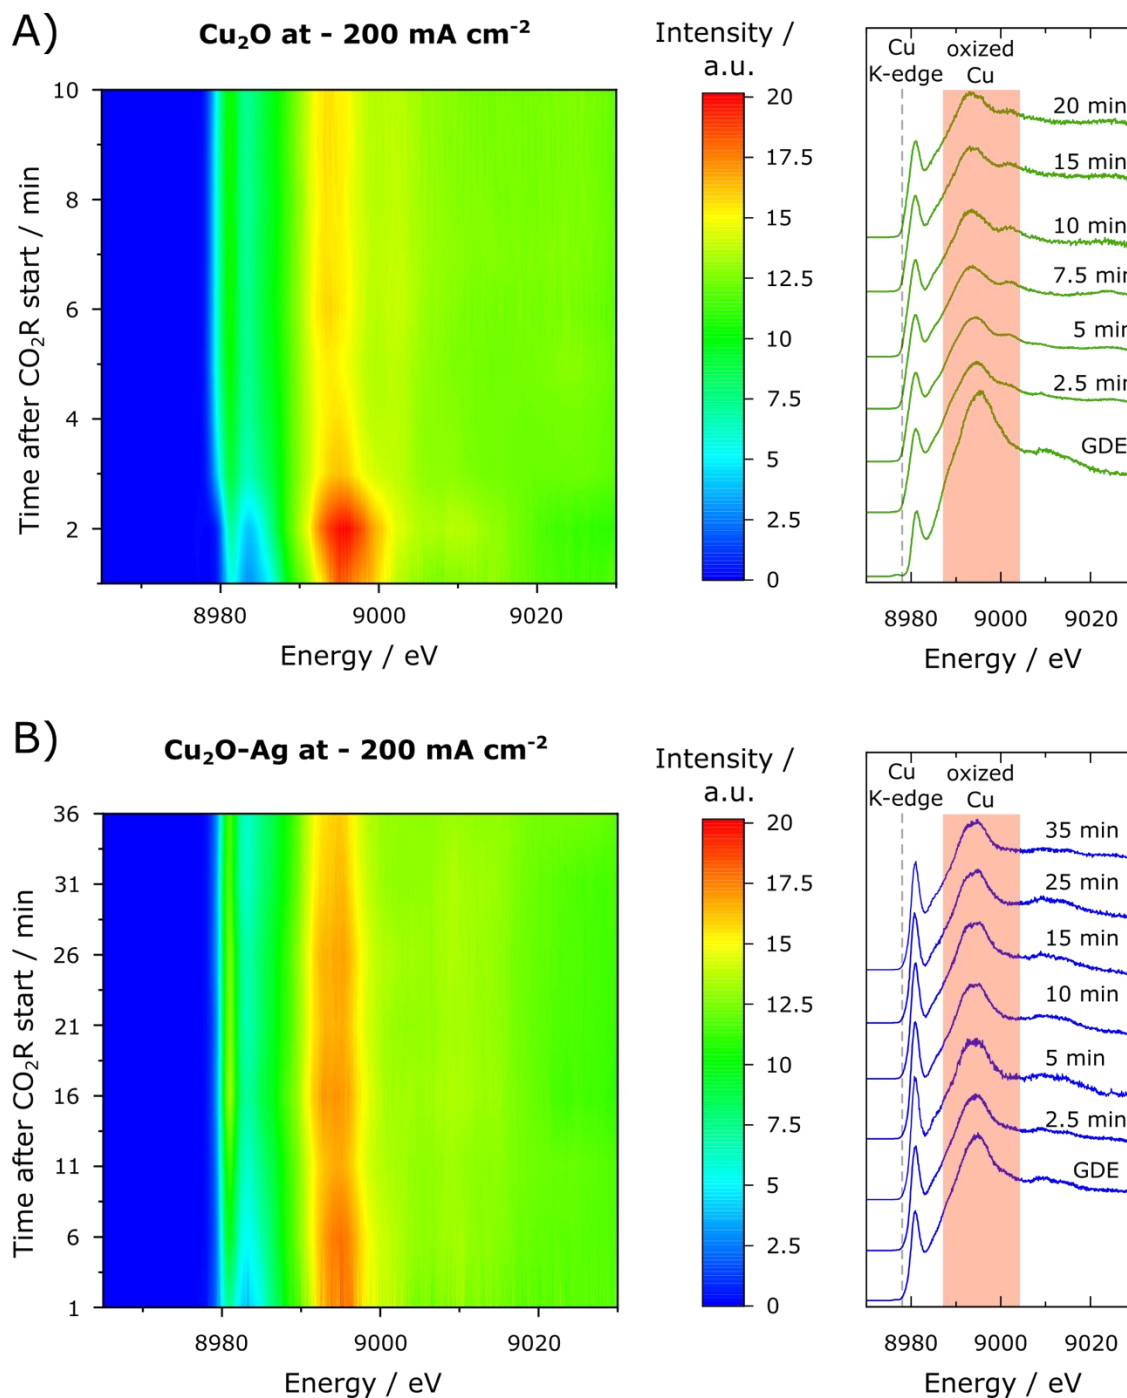 A)
Cu₂O at - 200 mA cm⁻²
Intensity /
a.u.
Cu
K-edge
oxized
Cu
10
8
6
4
2
Time after CO₂R start / min
8980
9000
9020
Energy / eV
20
17.5
15
12.5
10
7.5
5
2.5
0
20 min
15 min
10 min
7.5 min
5 min
2.5 min
GDE
8980
9000
9020
Energy / eV
B)
Cu₂O-Ag at - 200 mA cm⁻²
Intensity /
a.u.
Cu
K-edge
oxized
Cu
36
31
26
21
16
11
6
1
Time after CO₂R start / min
8980
9000
9020
Energy / eV
20
17.5
15
12.5
10
7.5
5
2.5
0
35 min
25 min
15 min
10 min
5 min
2.5 min
GDE
8980
9000
9020
Energy / eV